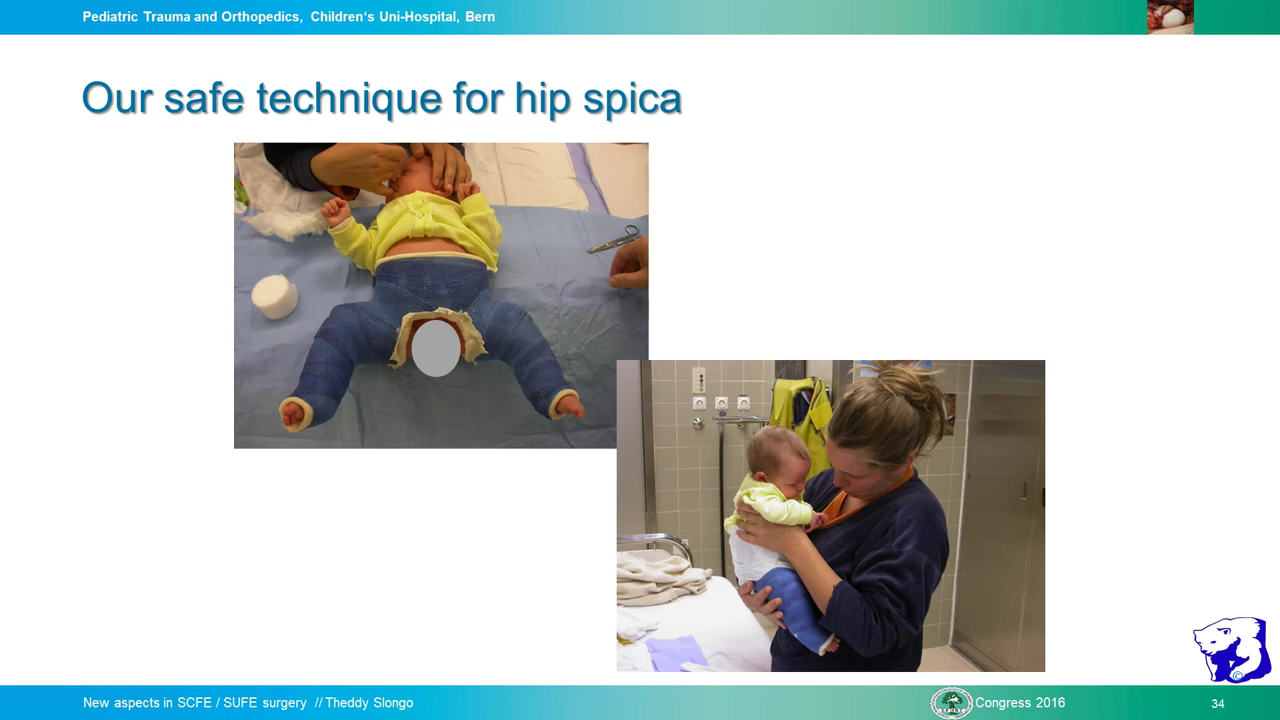 Pediatric Trauma and Orthopedics, Children‘s Uni-Hospital, Bern
Our safe technique for hip spica
New aspects in SCFE / SUFE surgery // Theddy Slongo
Congress 2016
34
©